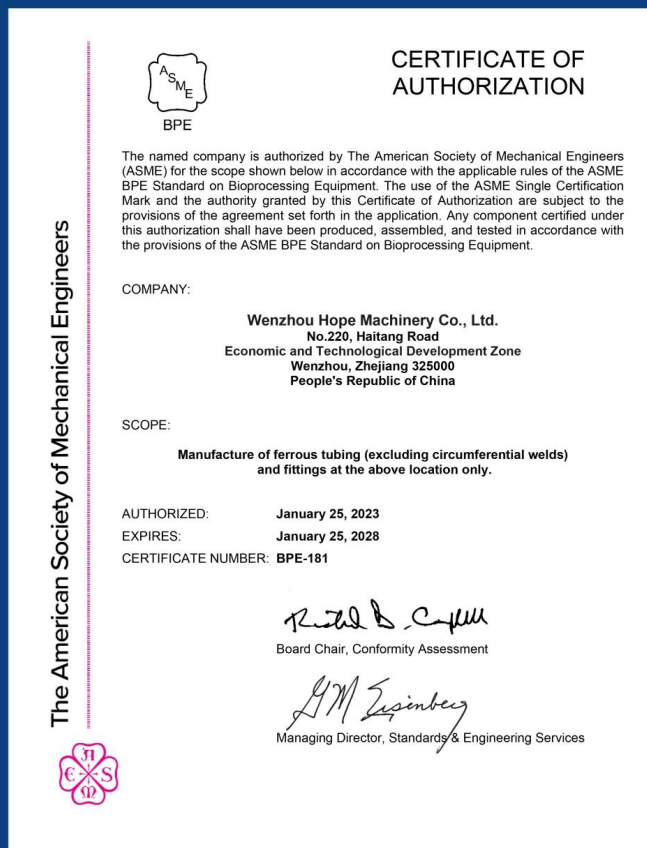 ASME
BPE
CERTIFICATE OF
AUTHORIZATION
The named company is authorized by The American Society of Mechanical Engineers
(ASME) for the scope shown below in accordance with the applicable rules of the ASME
BPE Standard on Bioprocessing Equipment. The use of the ASME Single Certification
Mark and the authority granted by this Certificate of Authorization are subject to the
provisions of the agreement set forth in the application. Any component certified under
this authorization shall have been produced, assembled, and tested in accordance with
the provisions of the ASME BPE Standard on Bioprocessing Equipment.
COMPANY:
Wenzhou Hope Machinery Co., Ltd.
No.220, Haitang Road
Economic and Technological Development Zone
Wenzhou, Zhejiang 325000
People's Republic of China
SCOPE:
Manufacture of ferrous tubing (excluding circumferential welds)
and fittings at the above location only.
AUTHORIZED: January 25, 2023
EXPIRES: January 25, 2028
CERTIFICATE NUMBER: BPE-181
Board Chair, Conformity Assessment
GM Eisenberg
Managing Director, Standards & Engineering Services
The American Society of Mechanical Engineers
ASME